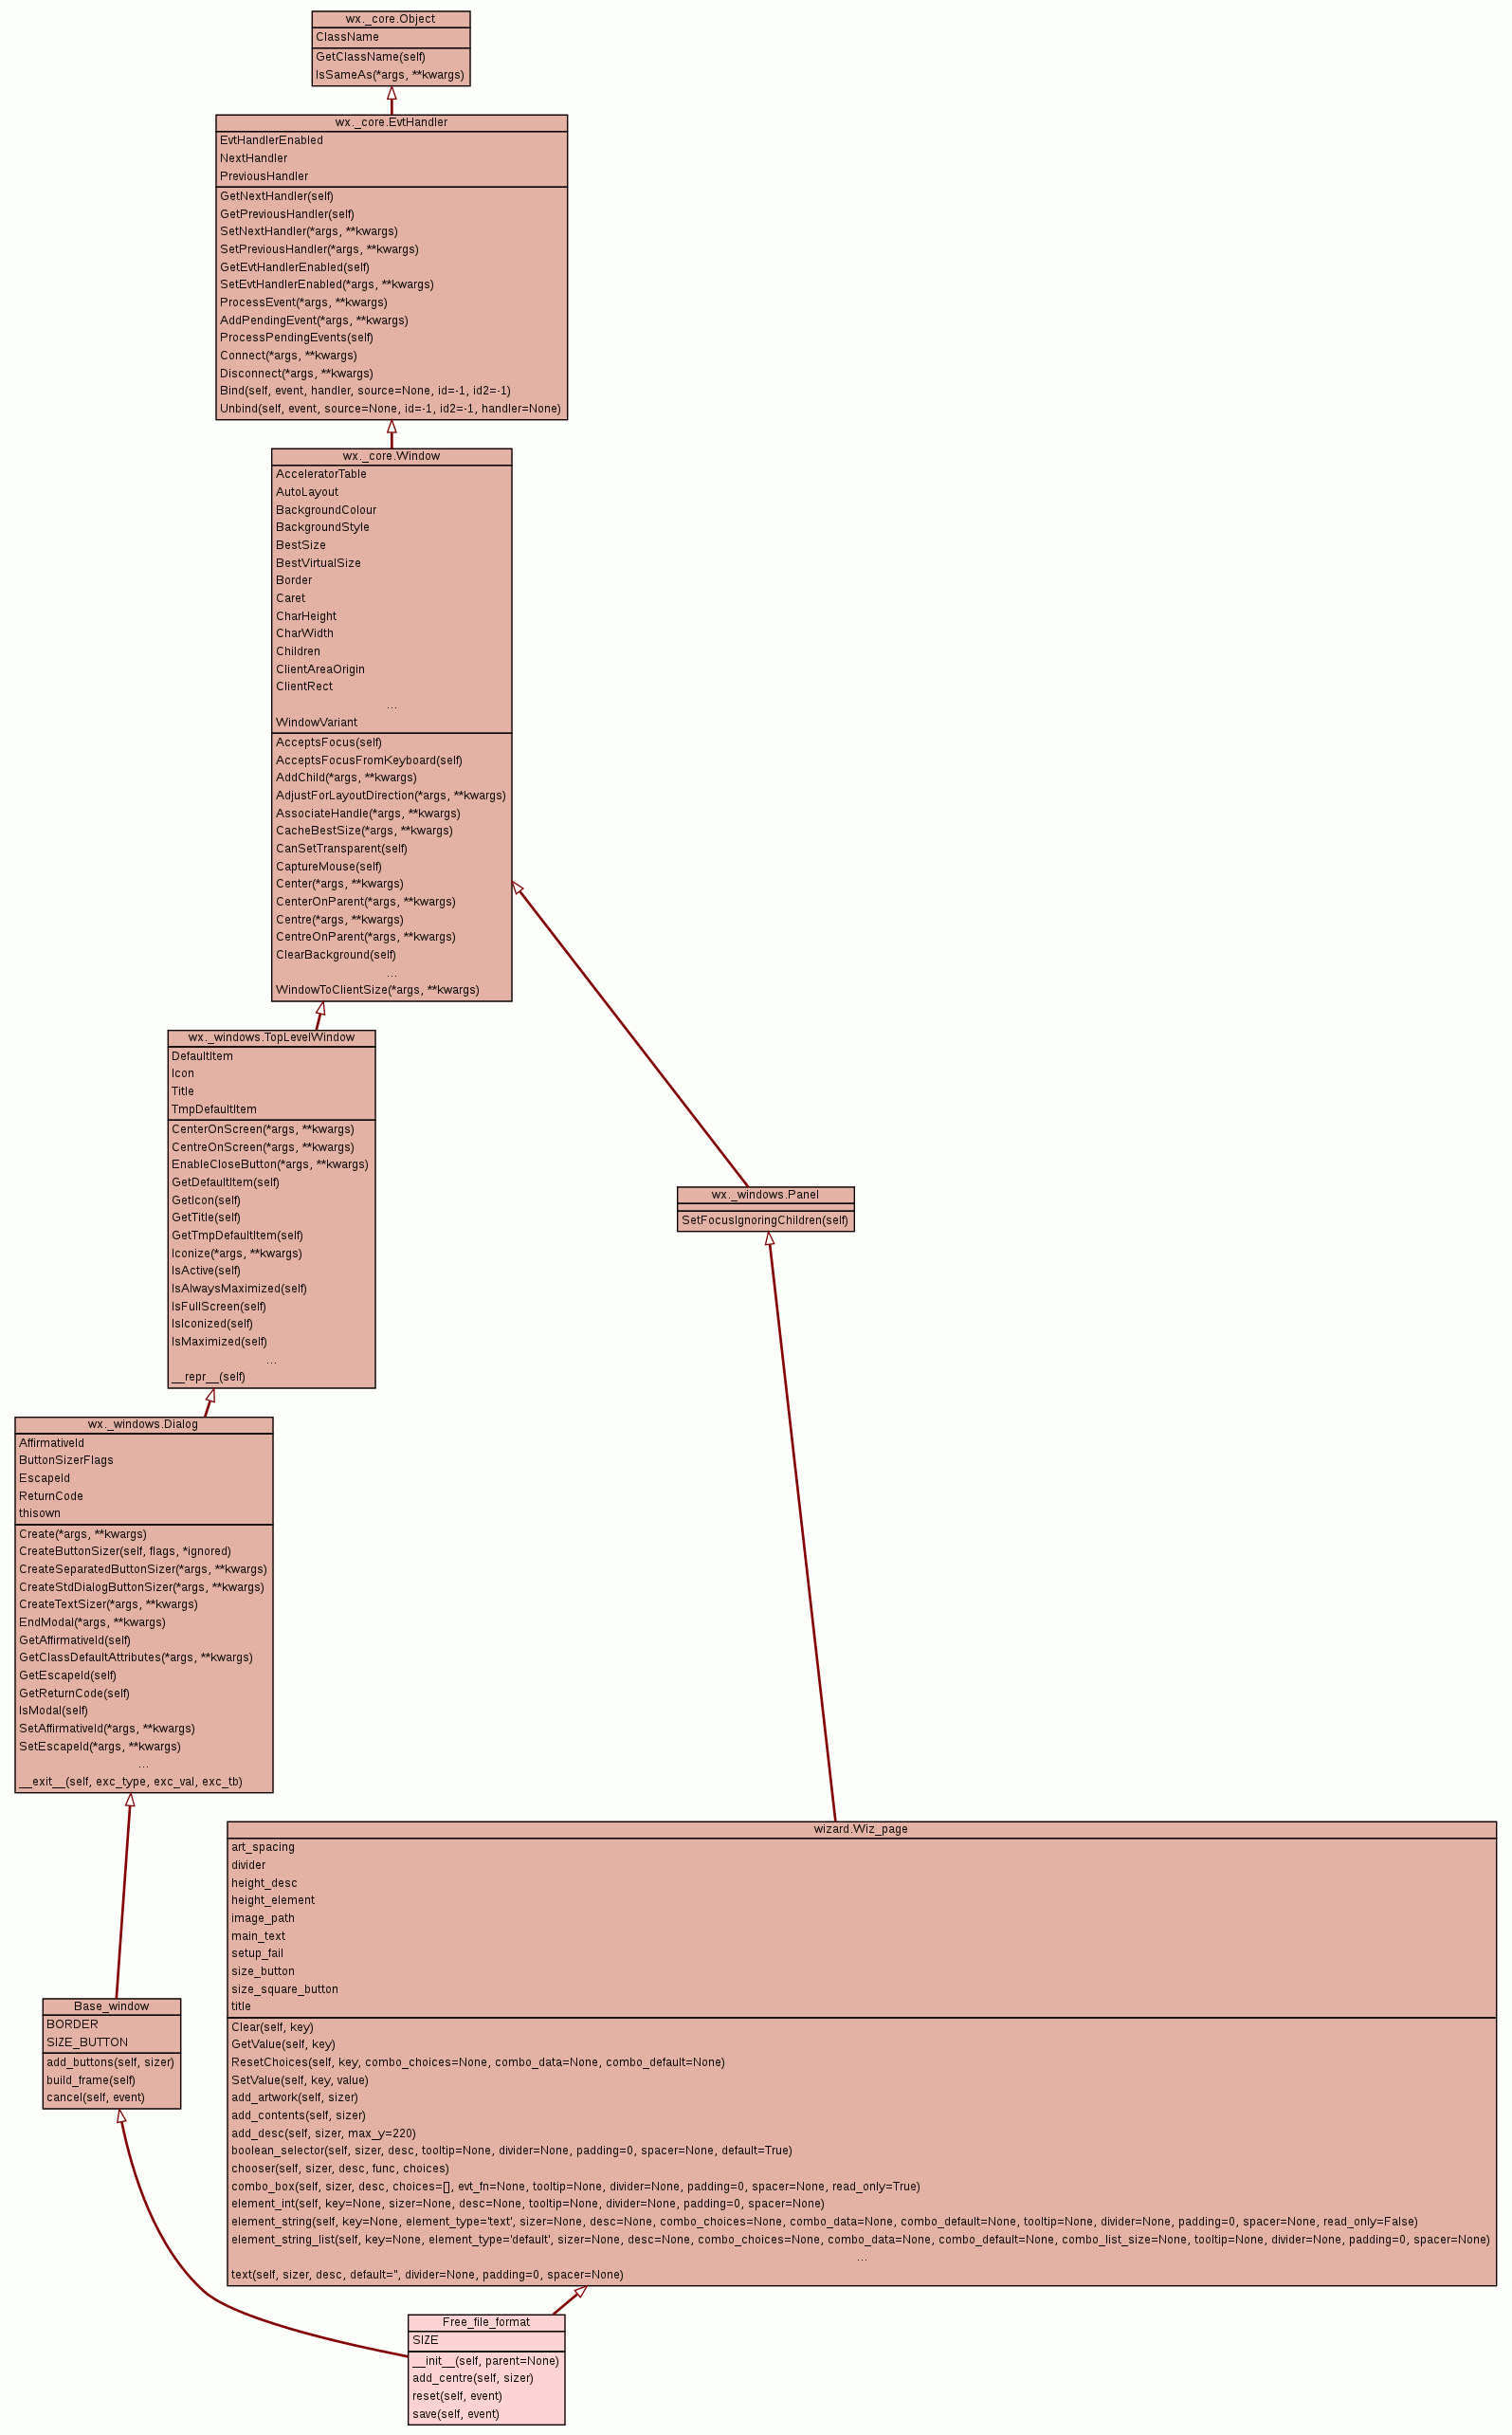 wx._core.Object
ClassName
GetClassName(self)
IsSameAs(*args, **kwargs)
wx._core.EvtHandler
EvtHandlerEnabled
NextHandler
PreviousHandler
GetNextHandler(self)
GetPreviousHandler(self)
SetNextHandler(*args, **kwargs)
SetPreviousHandler(*args, **kwargs)
GetEvtHandlerEnabled(self)
SetEvtHandlerEnabled(*args, **kwargs)
ProcessEvent(*args, **kwargs)
AddPendingEvent(*args, **kwargs)
ProcessPendingEvents(self)
Connect(*args, **kwargs)
Disconnect(*args, **kwargs)
Bind(self, event, handler, source=None, id=-1, id2=-1)
Unbind(self, event, source=None, id=-1, id2=-1, handler=None)
wx._core.Window
AcceleratorTable
AutoLayout
BackgroundColour
BackgroundStyle
BestSize
BestVirtualSize
Border
Caret
CharHeight
CharWidth
Children
ClientAreaOrigin
ClientRect
...
WindowVariant
AcceptsFocus(self)
AcceptsFocusFromKeyboard(self)
AddChild(*args, **kwargs)
AdjustForLayoutDirection(*args, **kwargs)
AssociateHandle(*args, **kwargs)
CacheBestSize(*args, **kwargs)
CanSetTransparent(self)
CaptureMouse(self)
Center(*args, **kwargs)
CenterOnParent(*args, **kwargs)
Centre(*args, **kwargs)
CentreOnParent(*args, **kwargs)
ClearBackground(self)
...
WindowToClientSize(*args, **kwargs)
wx._windows.TopLevelWindow
DefaultItem
Icon
Title
TmpDefaultItem
CenterOnScreen(*args, **kwargs)
CentreOnScreen(*args, **kwargs)
EnableCloseButton(*args, **kwargs)
GetDefaultItem(self)
GetIcon(self)
GetTitle(self)
GetTmpDefaultItem(self)
Iconize(*args, **kwargs)
IsActive(self)
IsAlwaysMaximized(self)
IsFullScreen(self)
IsIconized(self)
IsMaximized(self)
...
__repr__(self)
wx._windows.Panel
SetFocusIgnoringChildren(self)
wx._windows.Dialog
AffirmativeId
ButtonSizerFlags
EscapeId
ReturnCode
thisown
Create(*args, **kwargs)
CreateButtonSizer(self, flags, *ignored)
CreateSeparatedButtonSizer(*args, **kwargs)
CreateStdDialogButtonSizer(*args, **kwargs)
CreateTextSizer(*args, **kwargs)
EndModal(*args, **kwargs)
GetAffirmativeId(self)
GetClassDefaultAttributes(*args, **kwargs)
GetEscapeId(self)
GetReturnCode(self)
IsModal(self)
SetAffirmativeId(*args, **kwargs)
SetEscapeId(*args, **kwargs)
...
__exit__(self, exc_type, exc_val, exc_tb)
wizard.Wiz_page
art_spacing
divider
height_desc
height_element
image_path
main_text
setup_fail
size_button
size_square_button
title
Clear(self, key)
GetValue(self, key)
ResetChoices(self, key, combo_choices=None, combo_data=None, combo_default=None)
SetValue(self, key, value)
add_artwork(self, sizer)
add_contents(self, sizer)
add_desc(self, sizer, max_y=220)
boolean_selector(self, sizer, desc, tooltip=None, divider=None, padding=0, spacer=None, default=True)
chooser(self, sizer, desc, func, choices)
combo_box(self, sizer, desc, choices=[], evt_fn=None, tooltip=None, divider=None, padding=0, spacer=None, read_only=True)
element_int(self, key=None, sizer=None, desc=None, tooltip=None, divider=None, padding=0, spacer=None)
element_string(self, key=None, element_type='text', sizer=None, desc=None, combo_choices=None, combo_data=None, combo_default=None, tooltip=None, divider=None, padding=0, spacer=None, read_only=False)
element_string_list(self, key=None, element_type='default', sizer=None, desc=None, combo_choices=None, combo_data=None, combo_default=None, combo_list_size=None, tooltip=None, divider=None, padding=0, spacer=None)
...
text(self, sizer, desc, default='', divider=None, padding=0, spacer=None)
Base_window
BORDER
SIZE_BUTTON
add_buttons(self, sizer)
build_frame(self)
cancel(self, event)
Free_file_format
SIZE
__init__(self, parent=None)
add_centre(self, sizer)
reset(self, event)
save(self, event)